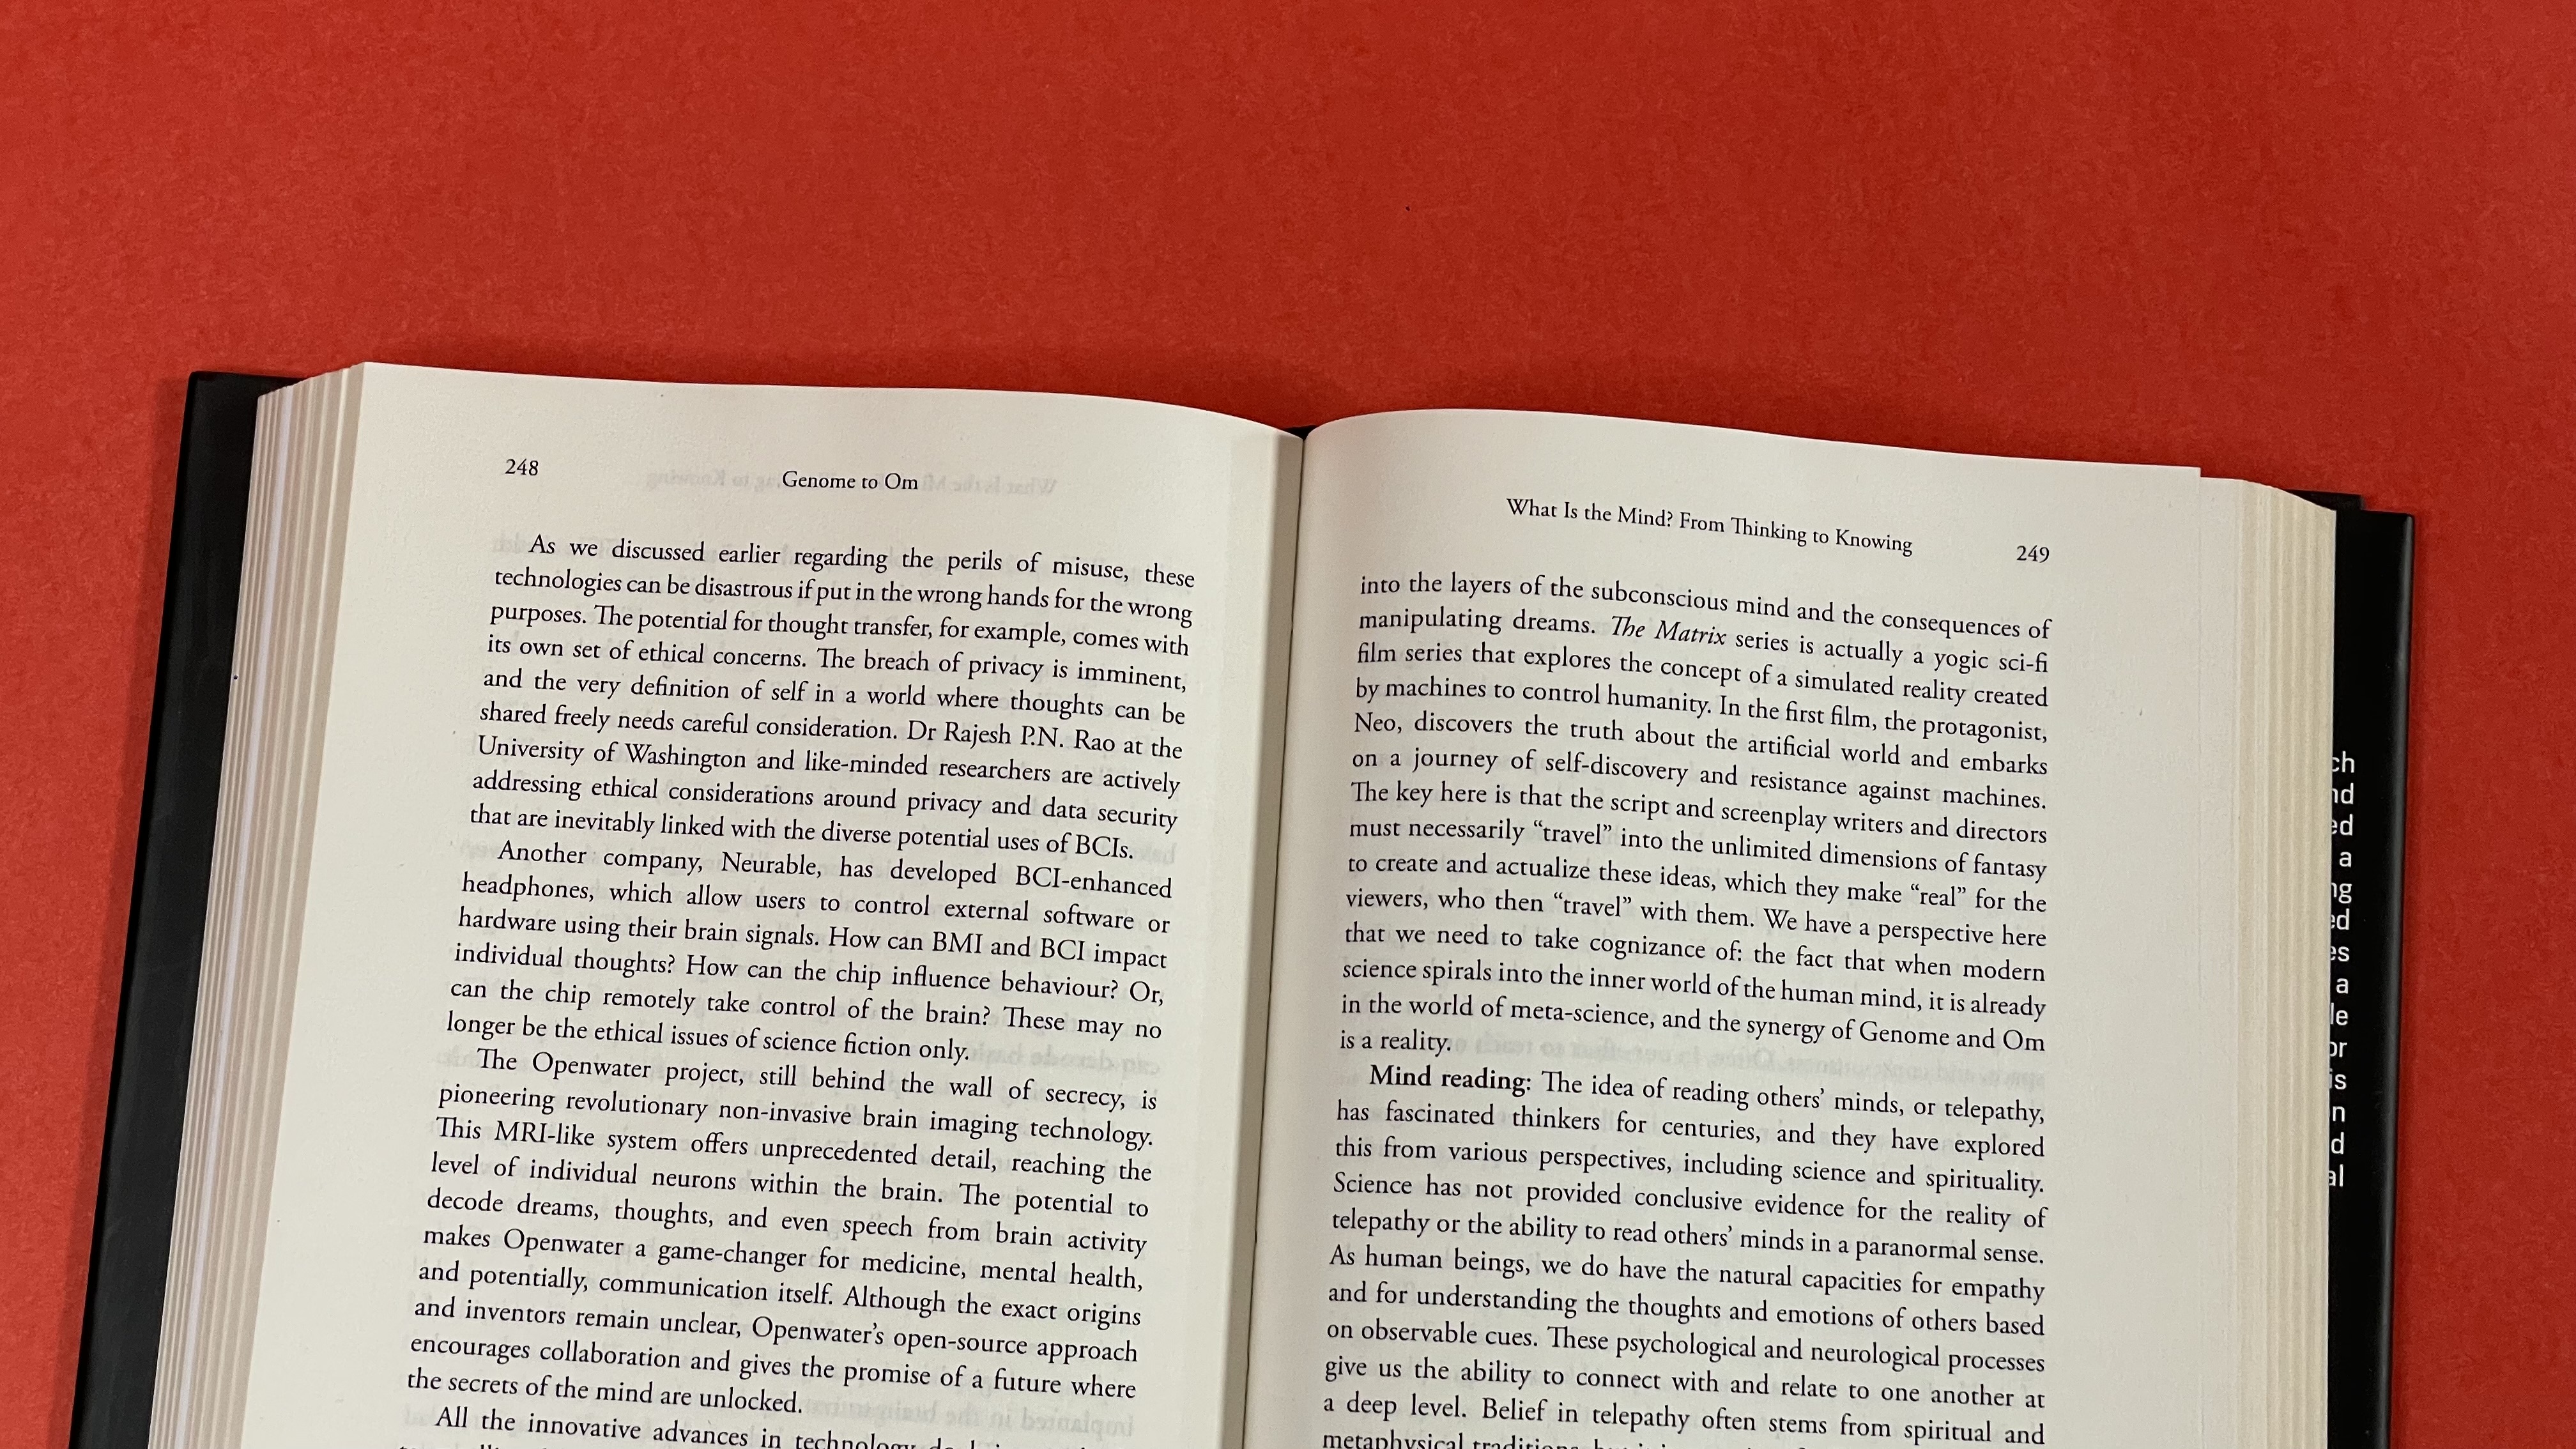 248
Genome to Om
As we discussed earlier regarding the perils of misuse, these
technologies can be disastrous if put in the wrong hands for the wrong
purposes. The potential for thought transfer, for example, comes with
its own set of ethical concerns. The breach of privacy is imminent,
and the very definition of self in a world where thoughts can be
shared freely needs careful consideration. Dr Rajesh P.N. Rao at the
University of Washington and like-minded researchers are actively
addressing ethical considerations around privacy and data security
that are inevitably linked with the diverse potential uses of BCIs.
Another company, Neurable, has developed BCI-enhanced
headphones, which allow users to control external software or
hardware using their brain signals. How can BMI and BCI impact
individual thoughts? How can the chip influence behaviour? Or,
can the chip remotely take control of the brain? These may no
longer be the ethical issues of science fiction only.
The Openwater project, still behind the wall of secrecy, is
pioneering revolutionary non-invasive brain imaging technology.
This MRI-like system offers unprecedented detail, reaching the
level of individual neurons within the brain. The potential to
decode dreams, thoughts, and even speech from brain activity
makes Openwater a game-changer for medicine, mental health,
and potentially, communication itself. Although the exact origins
and inventors remain unclear, Openwater's open-source approach
encourages collaboration and gives the promise of a future where
the secrets of the mind are unlocked.
All the innovative advances in technology
What Is the Mind? From Thinking to Knowing
249
into the layers of the subconscious mind and the consequences of
manipulating dreams. The Matrix series is actually a yogic sci-fi
film series that explores the concept of a simulated reality created
by machines to control humanity. In the first film, the protagonist,
Neo, discovers the truth about the artificial world and embarks
on a journey of self-discovery and resistance against machines.
The key here is that the script and screenplay writers and directors
must necessarily “travel” into the unlimited dimensions of fantasy
to create and actualize these ideas, which they make “real” for the
viewers, who then “travel” with them. We have a perspective here
that we need to take cognizance of: the fact that when modern
science spirals into the inner world of the human mind, it is already
in the world of meta-science, and the synergy of Genome and Om
is a reality.
Mind reading: The idea of reading others’ minds, or telepathy,
has fascinated thinkers for centuries, and they have explored
this from various perspectives, including science and spirituality.
Science has not provided conclusive evidence for the reality of
telepathy or the ability to read others’ minds in a paranormal sense.
As human beings, we do have the natural capacities for empathy
and for understanding the thoughts and emotions of others based
on observable cues. These psychological and neurological processes
give us the ability to connect with and relate to one another at
a deep level. Belief in telepathy often stems from spiritual and
metaphysical traditions